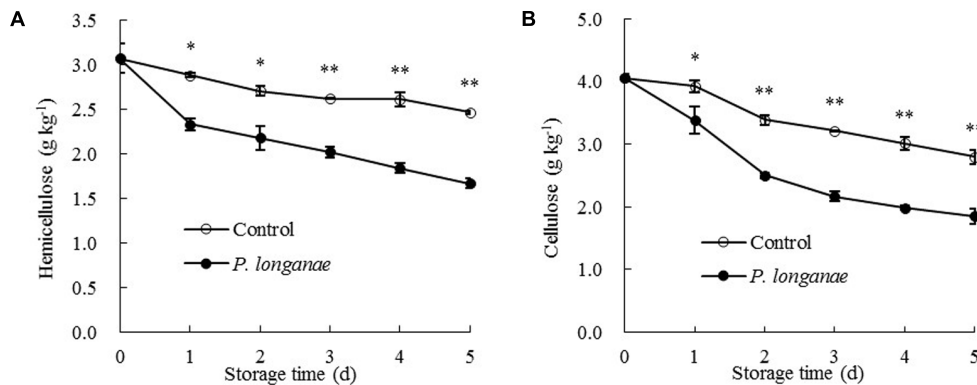 A
Hemicellulose (g kg-1)
3.5
3.0
2.5
2.0
1.5
1.0
0.5
0.0
* * ** ** **
Control
P. longanae
0 1 2 3 4 5
Storage time (d)
B
Cellulose (g kg-1)
5.0
4.0
3.0
2.0
1.0
0.0
* ** ** ** **
Control
P. longanae
0 1 2 3 4 5
Storage time (d)